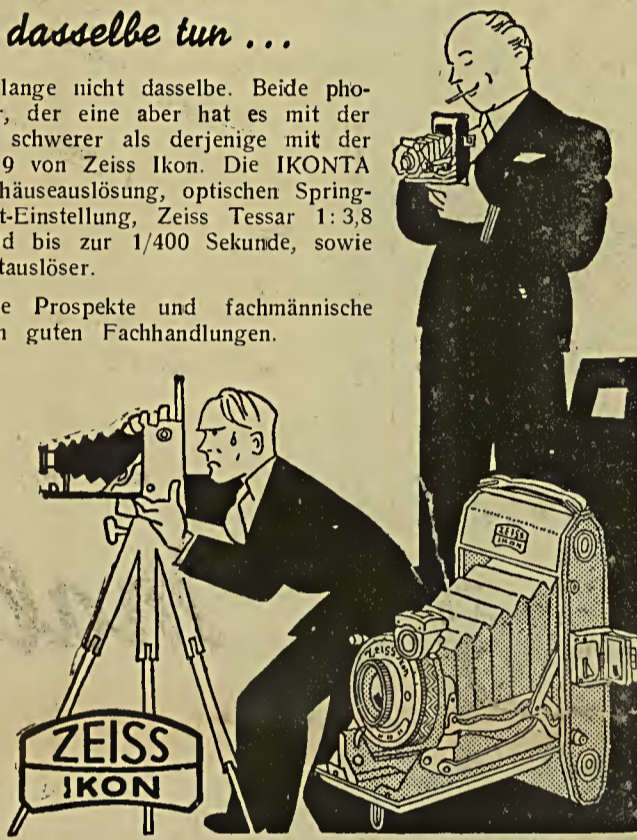 dasselbe tun ...
lange nicht dasselbe. Beide pho-
, der eine aber hat es mit der
schwerer als derjenige mit der
9 von Zeiss Ikon. Die IKONTA
häuseauslösung, optischen Spring-
t-Einstellung, Zeiss Tessar 1:3,8
d bis zur 1/400 Sekunde, sowie
tauslöser.
e Prospekte und fachmännische
n guten Fachhandlungen.
ZEISS
IKON
ZEISS
IKON